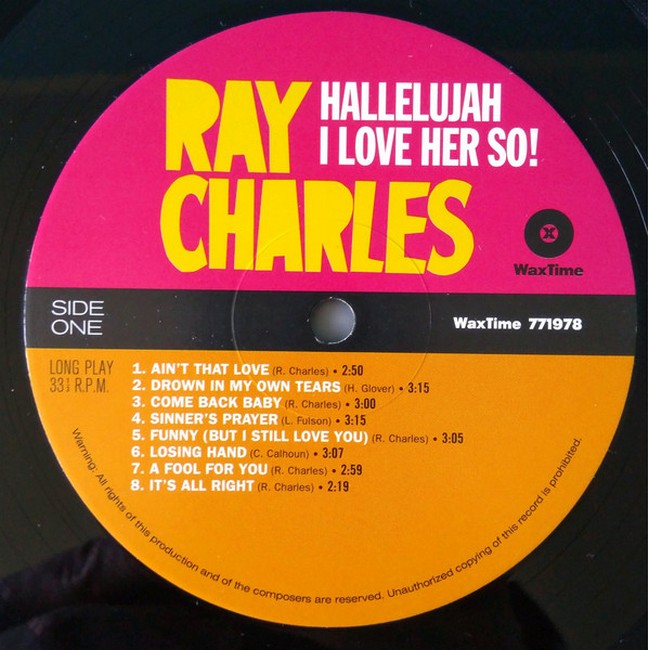 RAY
CHARLES
HALLELUJAH
I LOVE HER SO!
WaxTime
SIDE
ONE
WaxTime 771978
LONG PLAY
33⅓ R.P.M.
1. AIN'T THAT LOVE (R. Charles) • 2:50
2. DROWN IN MY OWN TEARS (H. Glover) • 3:15
3. COME BACK BABY (R. Charles) • 3:00
4. SINNER'S PRAYER (L. Fulson) • 3:15
5. FUNNY (BUT I STILL LOVE YOU) (R. Charles) • 3:05
6. LOSING HAND (C. Calhoun) • 3:07
7. A FOOL FOR YOU (R. Charles) • 2:59
8. IT'S ALL RIGHT (R. Charles) • 2:19
Warning: All rights of this production and of the composers are reserved. Unauthorized copying of this record is prohibited.